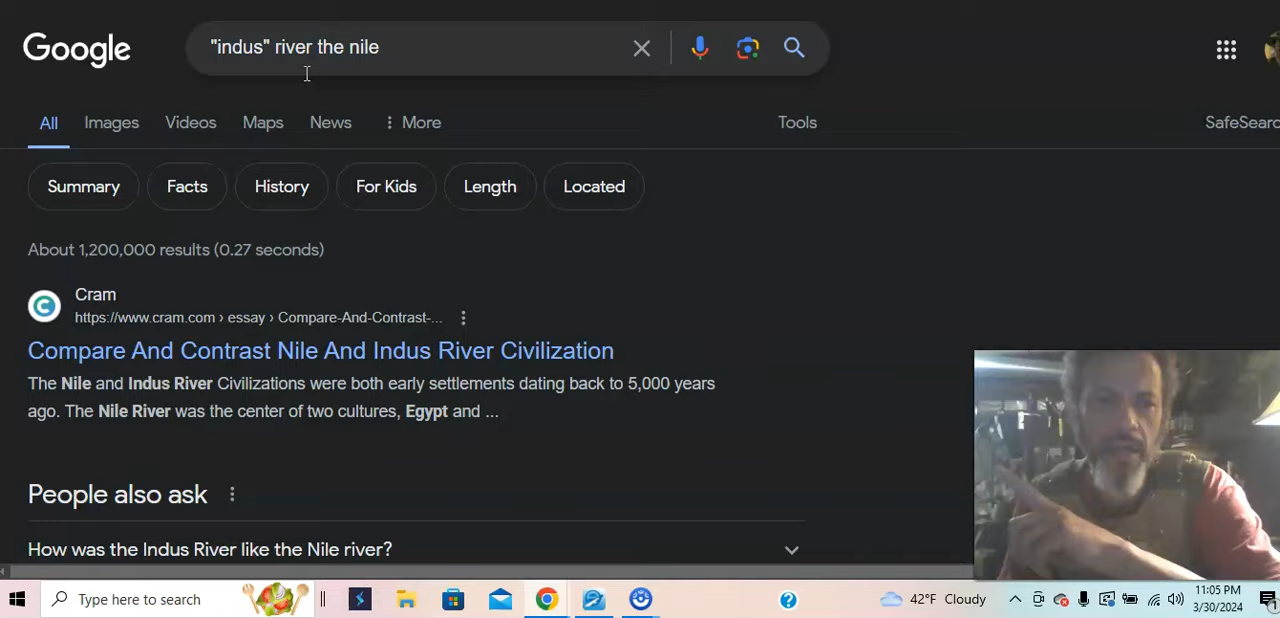 Google
"indus" river the nile
All Images Videos Maps News More Tools SafeSearc
Summary Facts History For Kids Length Located
About 1,200,000 results (0.27 seconds)
Cram
https://www.cram.com › essay › Compare-And-Contrast-...
Compare And Contrast Nile And Indus River Civilization
The Nile and Indus River Civilizations were both early settlements dating back to 5,000 years
ago. The Nile River was the center of two cultures, Egypt and ...
People also ask
How was the Indus River like the Nile river?
Type here to search
42°F Cloudy
11:05 PM
3/30/2024